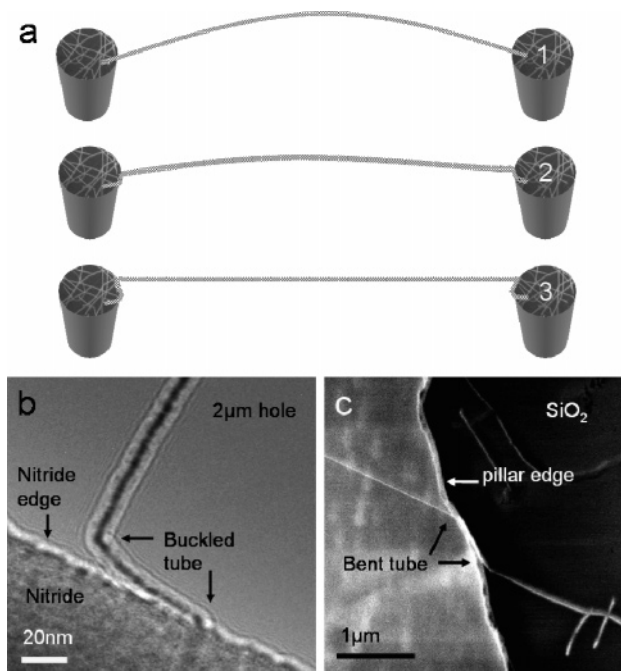 a
1
2
3
b
2µm hole
Nitride
edge
Buckled
tube
Nitride
20nm
c
SiO₂
pillar edge
Bent tube
1µm